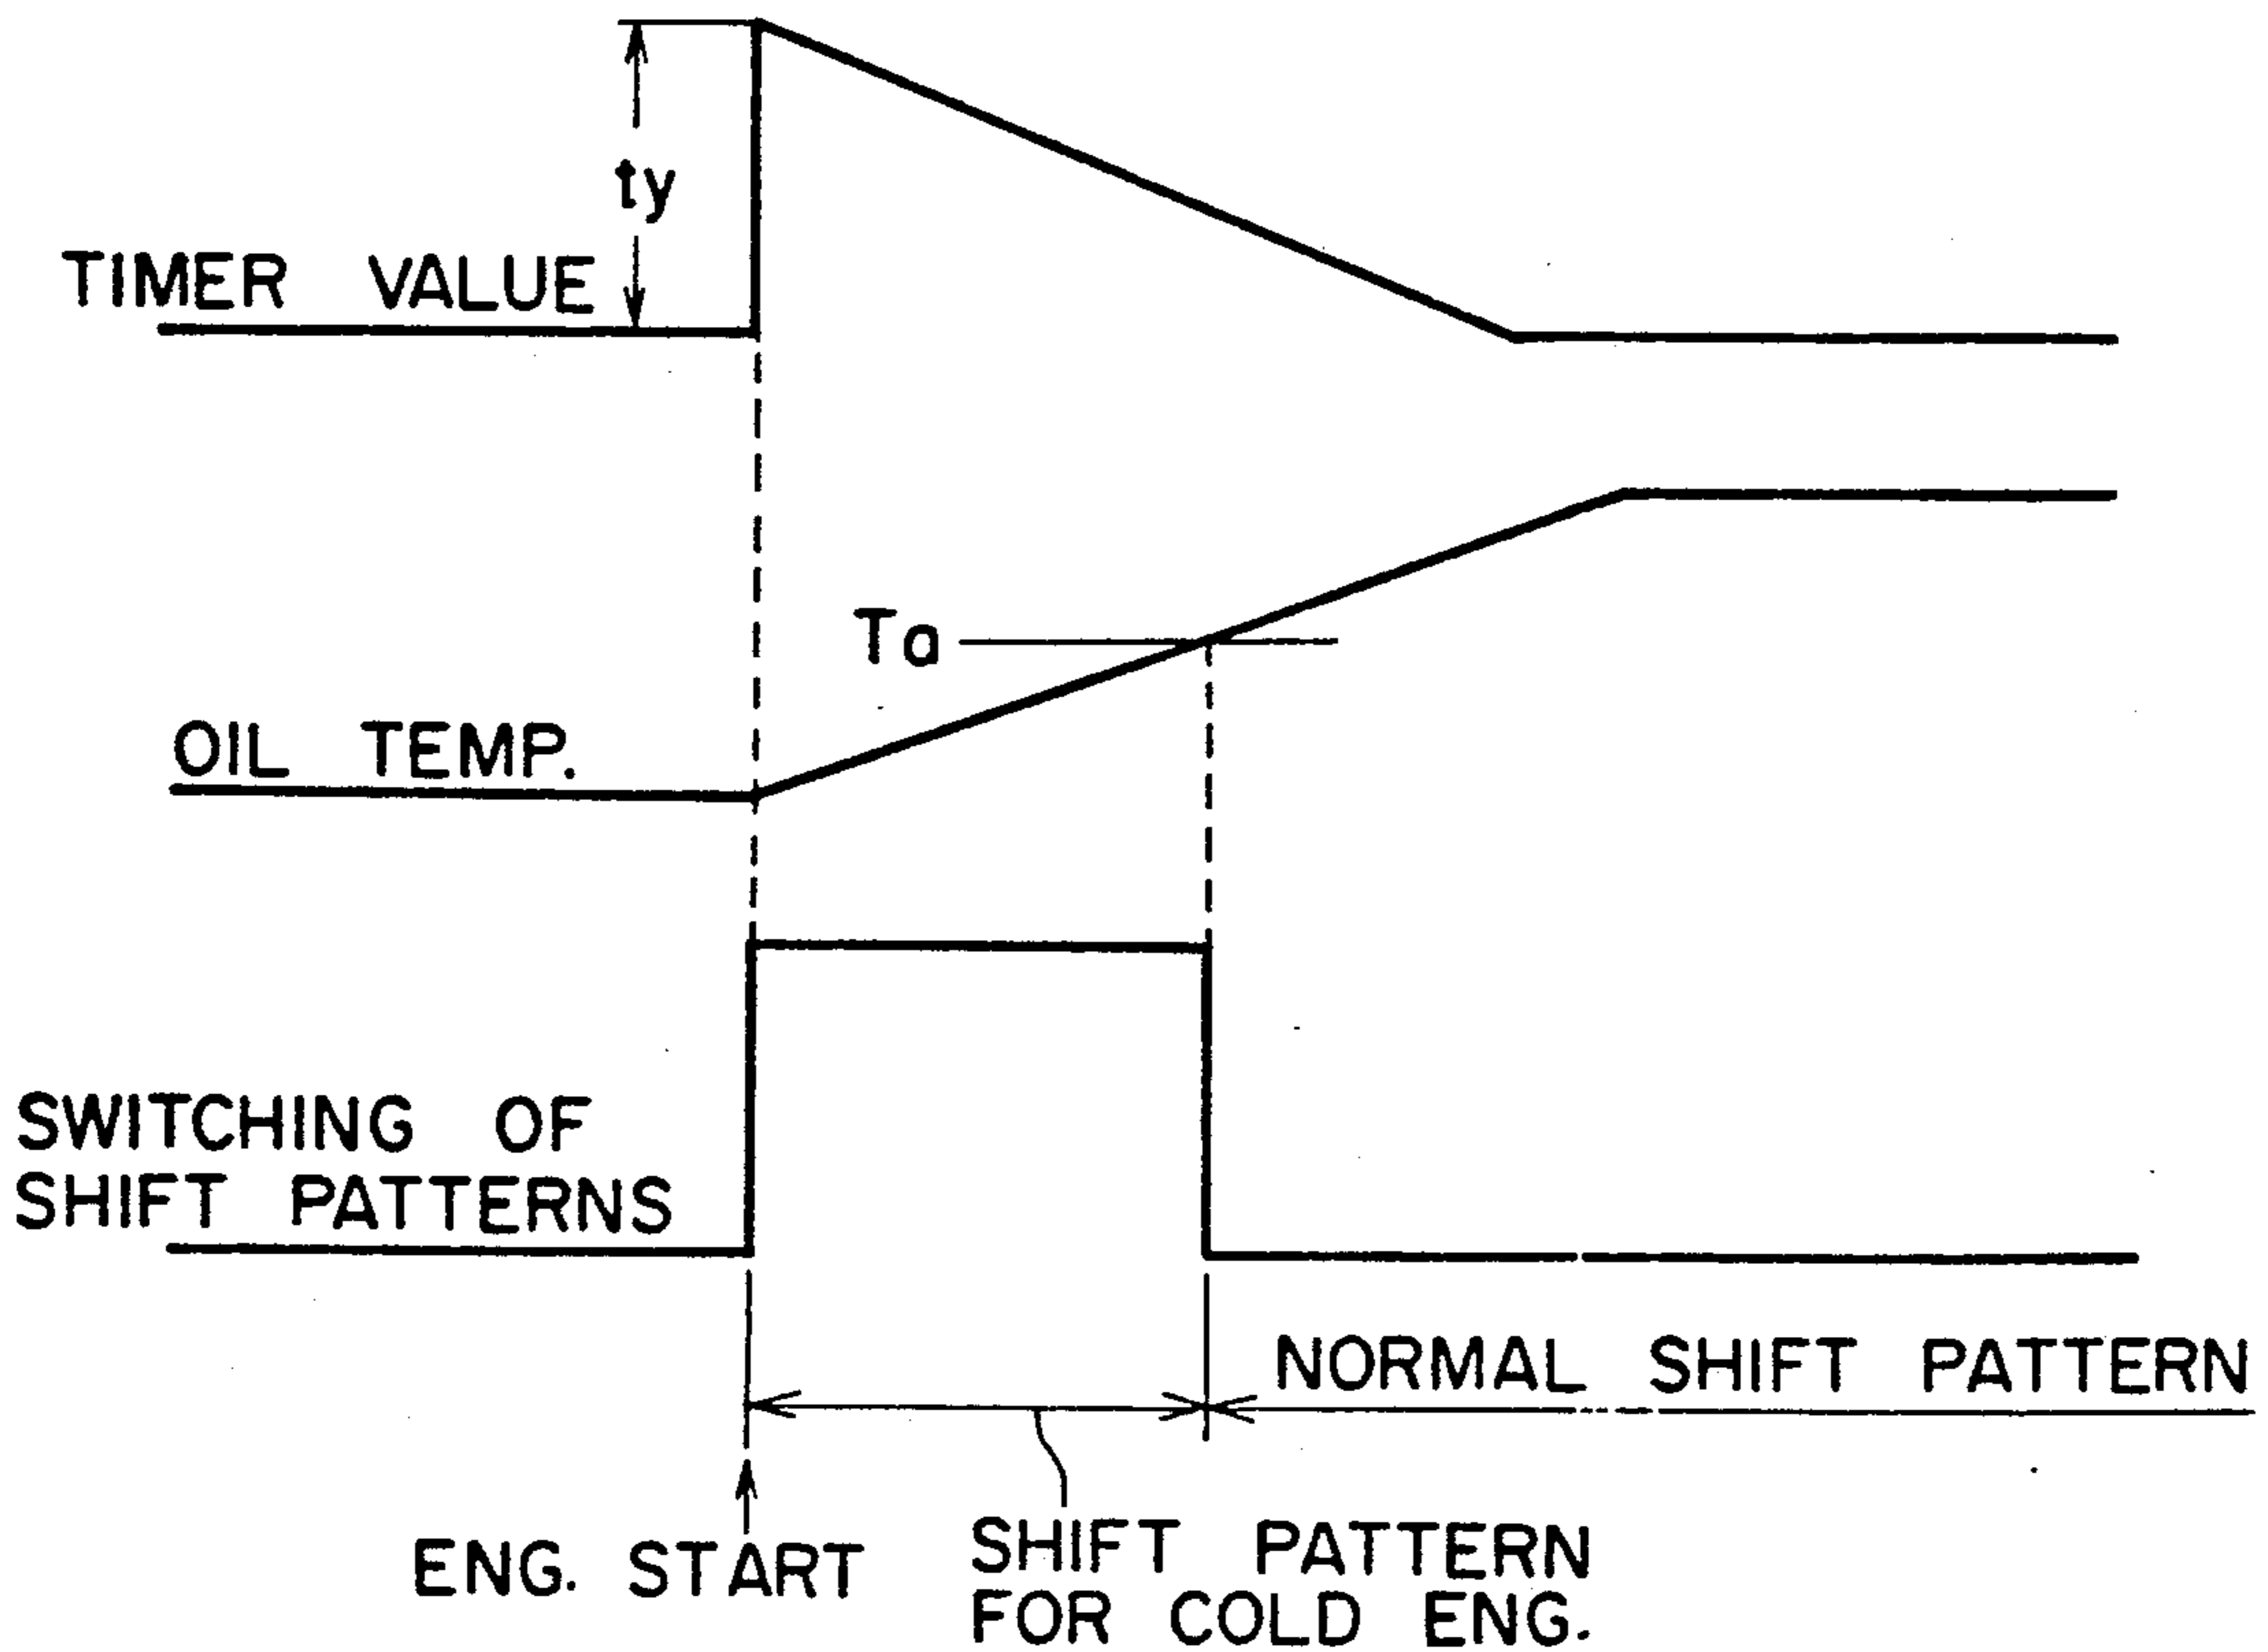 ty
TIMER VALUE
Ta
OIL TEMP.
SWITCHING OF
SHIFT PATTERNS
NORMAL SHIFT PATTERN
ENG. START
SHIFT PATTERN
FOR COLD ENG.